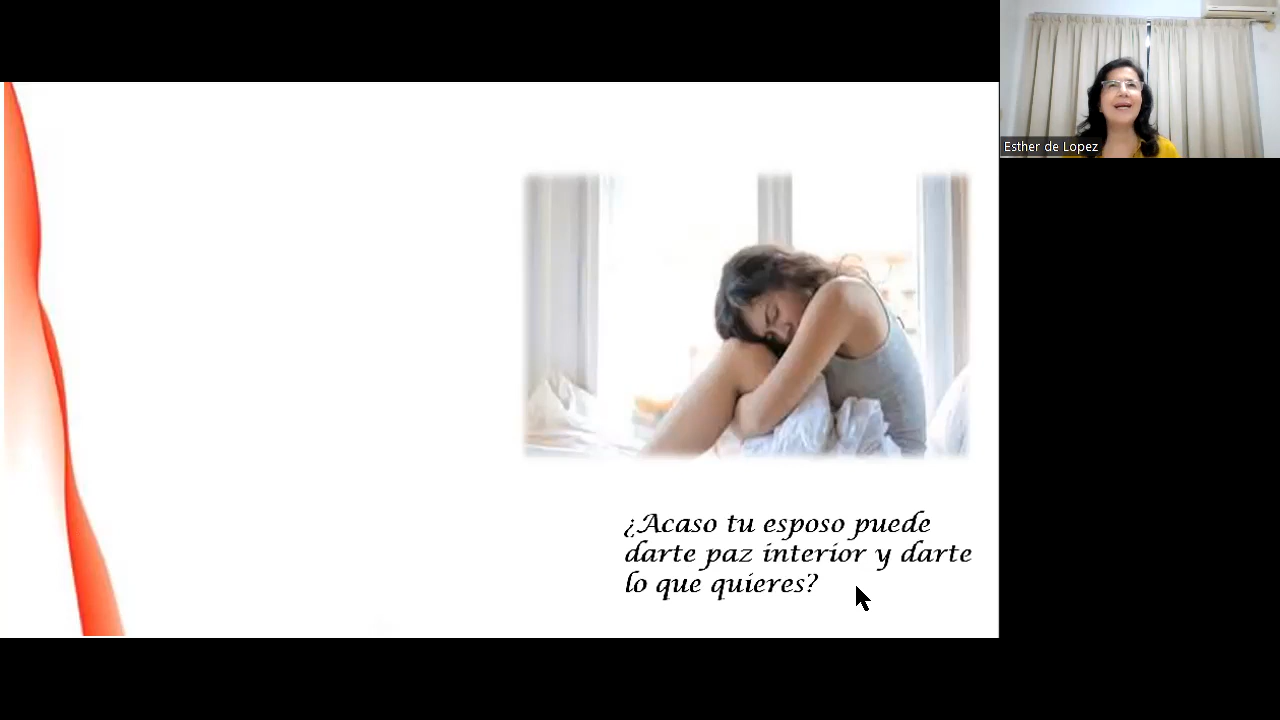 Esther de Lopez
¿Acaso tu esposo puede
darte paz interior y darte
lo que quieres?